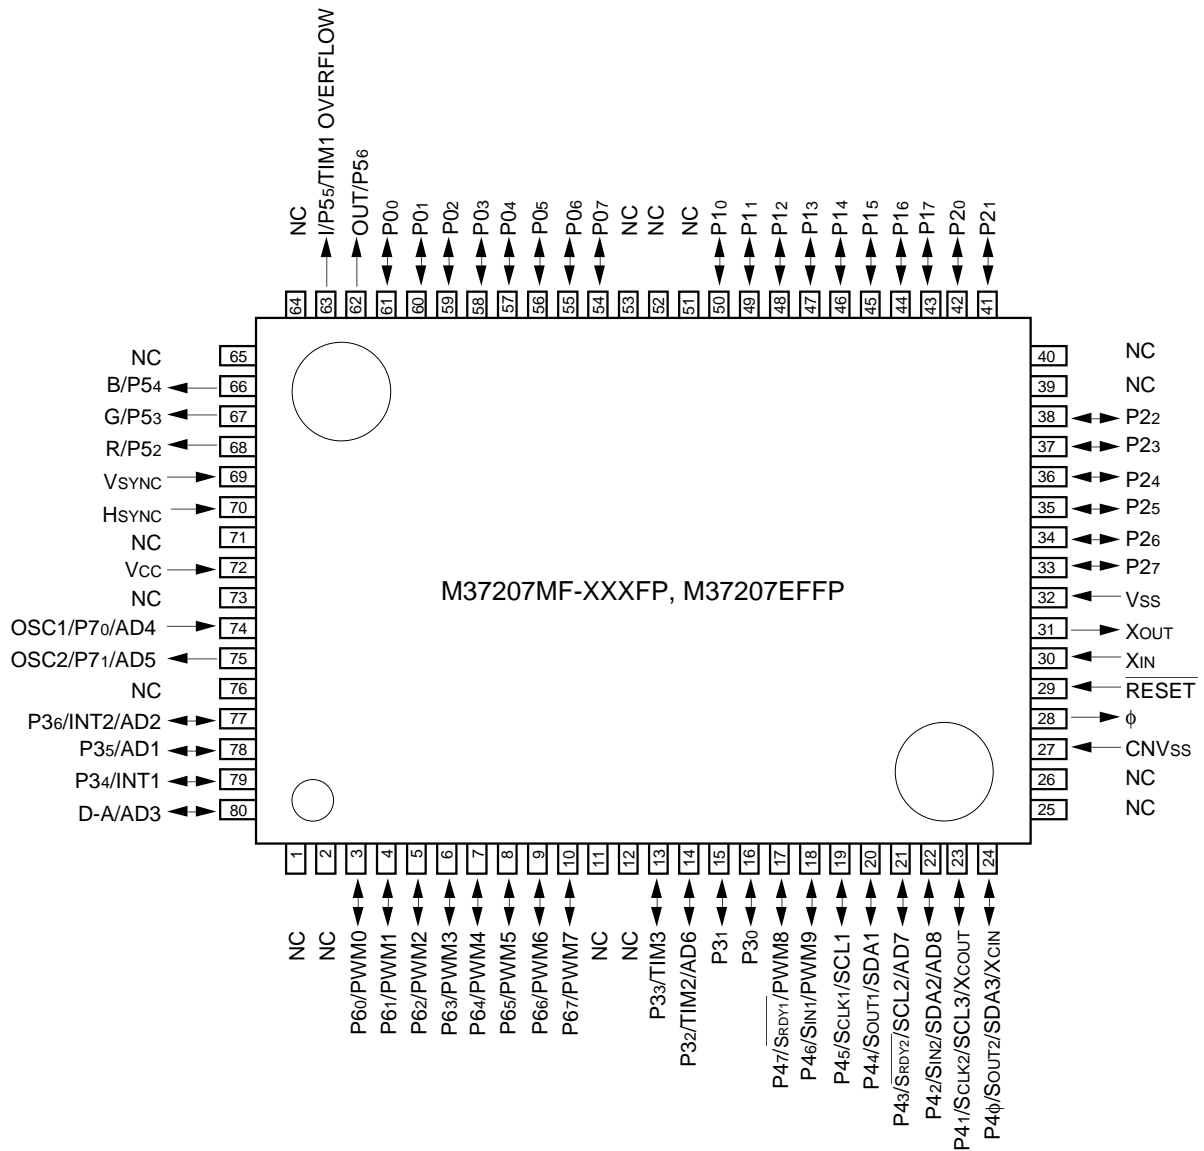 NC
I/P55/TIM1 OVERFLOW
OUT/P56
P00
P01
P02
P03
P04
P05
P06
P07
NC
NC
NC
P10
P11
P12
P13
P14
P15
P16
P17
P20
P21
64
63
62
61
60
59
58
57
56
55
54
53
52
51
50
49
48
47
46
45
44
43
42
41
NC 65
B/P54 66
G/P53 67
R/P52 68
VSYNC 69
HSYNC 70
NC 71
VCC 72
NC 73
OSC1/P70/AD4 74
OSC2/P71/AD5 75
NC 76
P36/INT2/AD2 77
P35/AD1 78
P34/INT1 79
D-A/AD3 80
M37207MF-XXXFP, M37207EFFP
40 NC
39 NC
38 P22
37 P23
36 P24
35 P25
34 P26
33 P27
32 VSS
31 XOUT
30 XIN
29 RESET
28 ϕ
27 CNVSS
26 NC
25 NC
1
2
3
4
5
6
7
8
9
10
11
12
13
14
15
16
17
18
19
20
21
22
23
24
NC
NC
P60/PWM0
P61/PWM1
P62/PWM2
P63/PWM3
P64/PWM4
P65/PWM5
P66/PWM6
P67/PWM7
NC
NC
P33/TIM3
P32/TIM2/AD6
P31
P30
P47/SRDY1/PWM8
P46/SIN1/PWM9
P45/SCLK1/SCL1
P44/SOUT1/SDA1
P43/SRDY2/SCL2/AD7
P42/SIN2/SDA2/AD8
P41/SCLK2/SCL3/XCOUT
P4ϕ/SOUT2/SDA3/XCIN